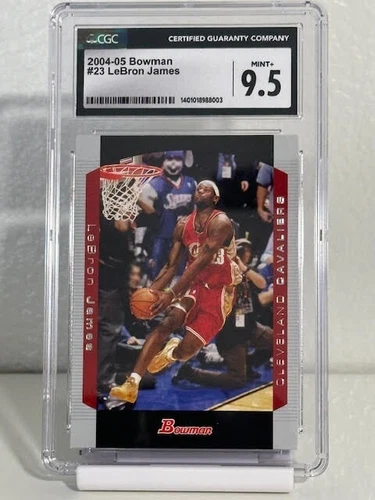 CGC
CERTIFIED GUARANTY COMPANY
2004-05 Bowman
#23 LeBron James
1401018988003
MINT+
9.5
LeBron James
CLEVELAND CAVALIERS
23
Bowman